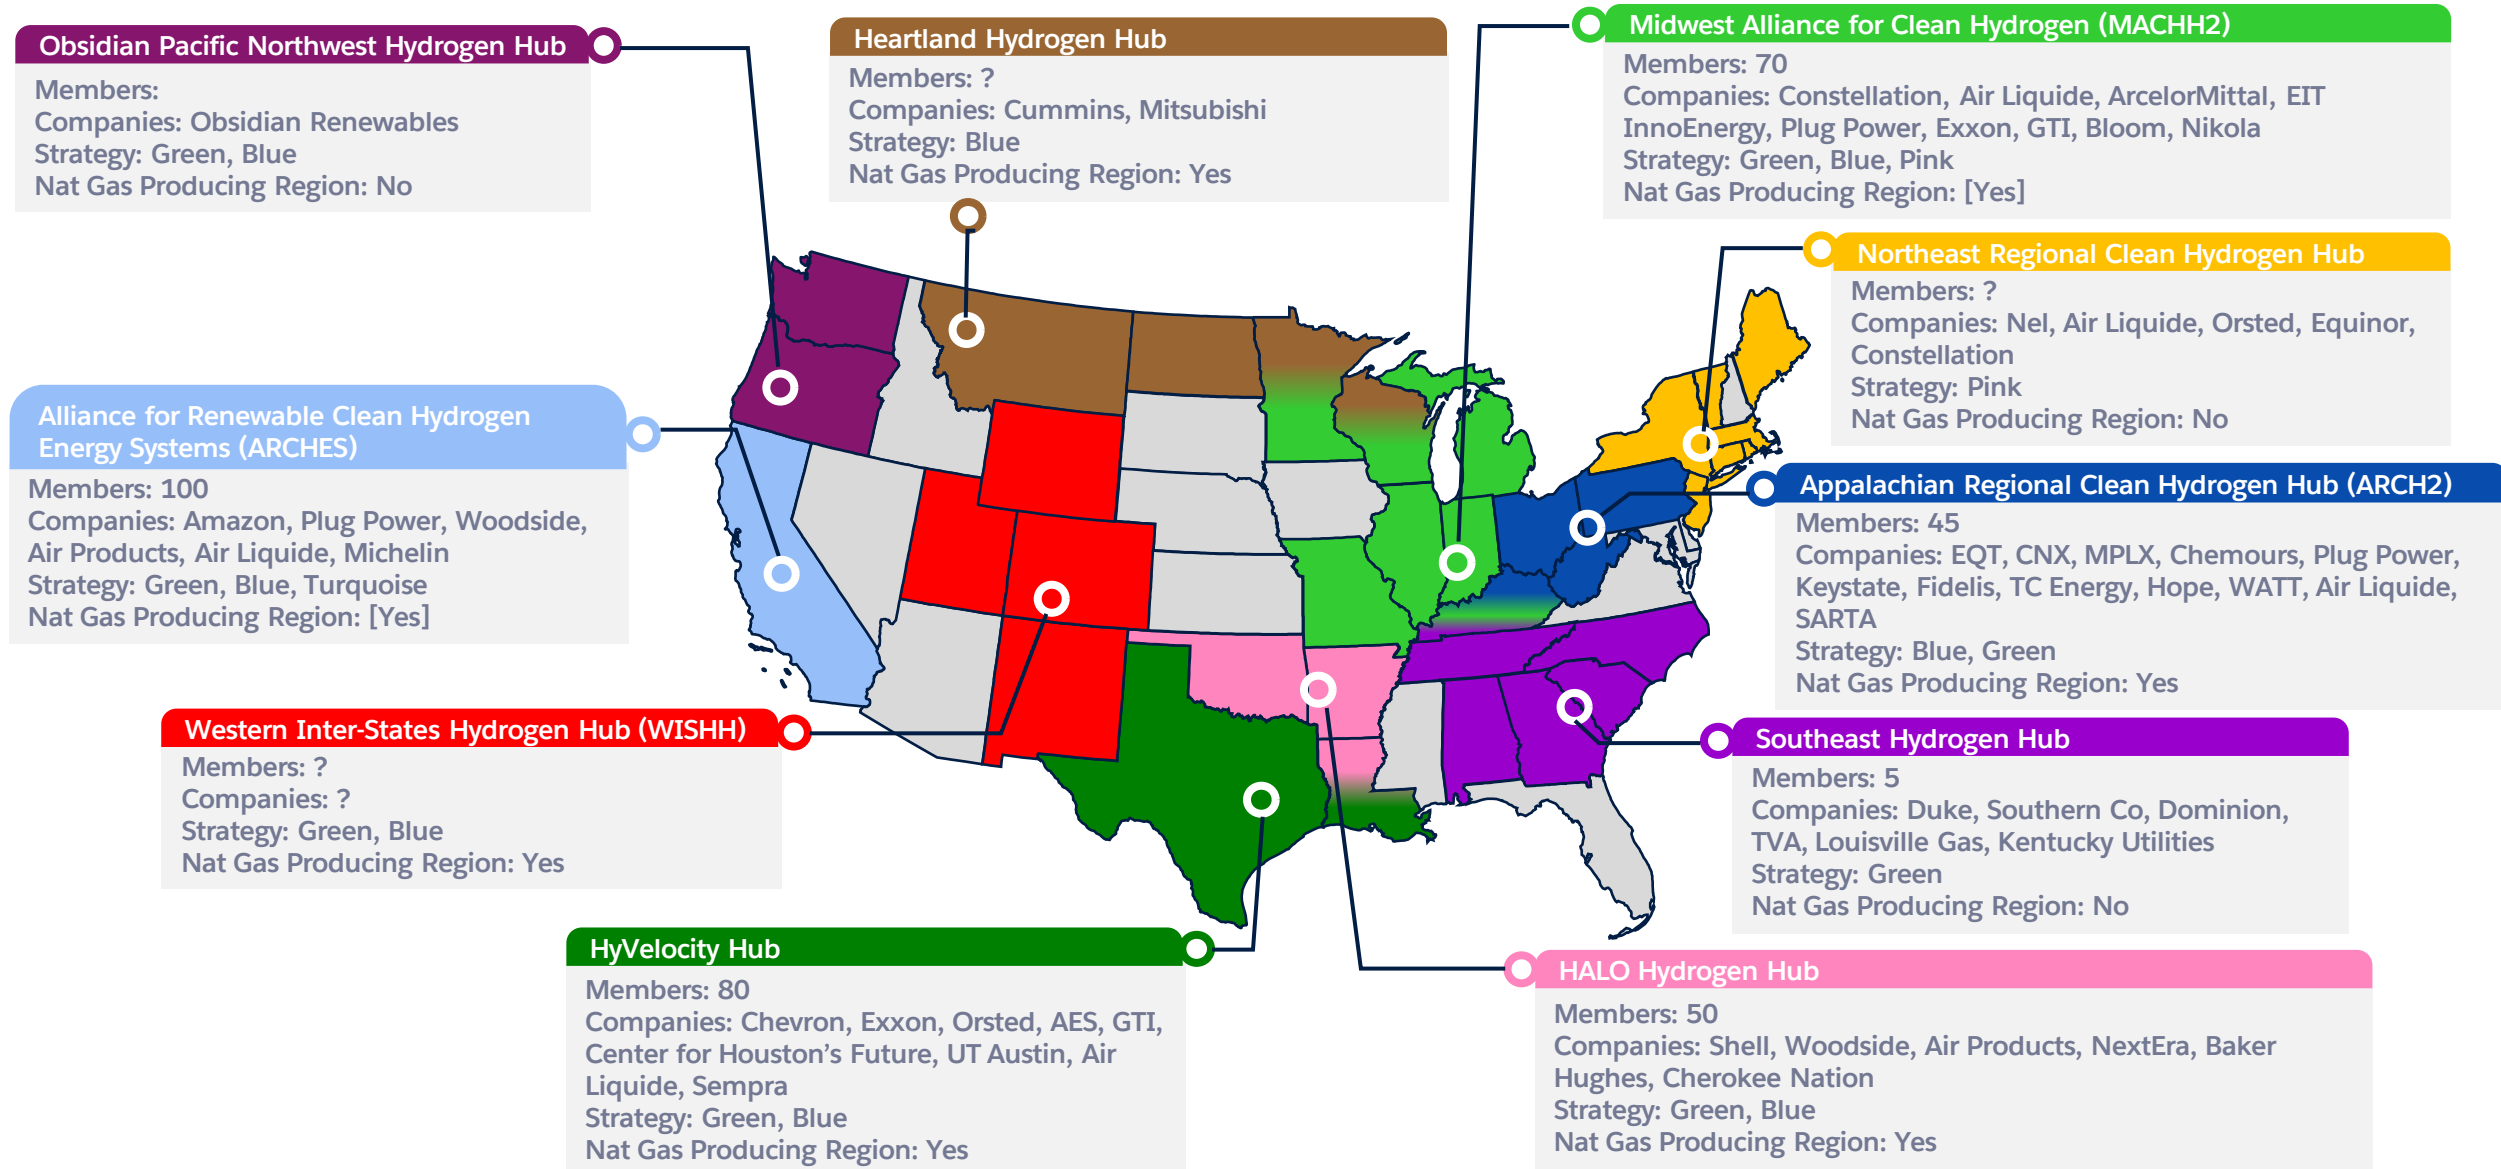 Obsidian Pacific Northwest Hydrogen Hub
Members:
Companies: Obsidian Renewables
Strategy: Green, Blue
Nat Gas Producing Region: No
Heartland Hydrogen Hub
Members: ?
Companies: Cummins, Mitsubishi
Strategy: Blue
Nat Gas Producing Region: Yes
Midwest Alliance for Clean Hydrogen (MACHH2)
Members: 70
Companies: Constellation, Air Liquide, ArcelorMittal, EIT
InnoEnergy, Plug Power, Exxon, GTI, Bloom, Nikola
Strategy: Green, Blue, Pink
Nat Gas Producing Region: [Yes]
Northeast Regional Clean Hydrogen Hub
Members: ?
Companies: Nel, Air Liquide, Orsted, Equinor,
Constellation
Strategy: Pink
Nat Gas Producing Region: No
Alliance for Renewable Clean Hydrogen
Energy Systems (ARCHES)
Members: 100
Companies: Amazon, Plug Power, Woodside,
Air Products, Air Liquide, Michelin
Strategy: Green, Blue, Turquoise
Nat Gas Producing Region: [Yes]
Appalachian Regional Clean Hydrogen Hub (ARCH2)
Members: 45
Companies: EQT, CNX, MPLX, Chemours, Plug Power,
Keystate, Fidelis, TC Energy, Hope, WATT, Air Liquide,
SARTA
Strategy: Blue, Green
Nat Gas Producing Region: Yes
Western Inter-States Hydrogen Hub (WISHH)
Members: ?
Companies: ?
Strategy: Green, Blue
Nat Gas Producing Region: Yes
Southeast Hydrogen Hub
Members: 5
Companies: Duke, Southern Co, Dominion,
TVA, Louisville Gas, Kentucky Utilities
Strategy: Green
Nat Gas Producing Region: No
HyVelocity Hub
Members: 80
Companies: Chevron, Exxon, Orsted, AES, GTI,
Center for Houston's Future, UT Austin, Air
Liquide, Sempra
Strategy: Green, Blue
Nat Gas Producing Region: Yes
HALO Hydrogen Hub
Members: 50
Companies: Shell, Woodside, Air Products, NextEra, Baker
Hughes, Cherokee Nation
Strategy: Green, Blue
Nat Gas Producing Region: Yes